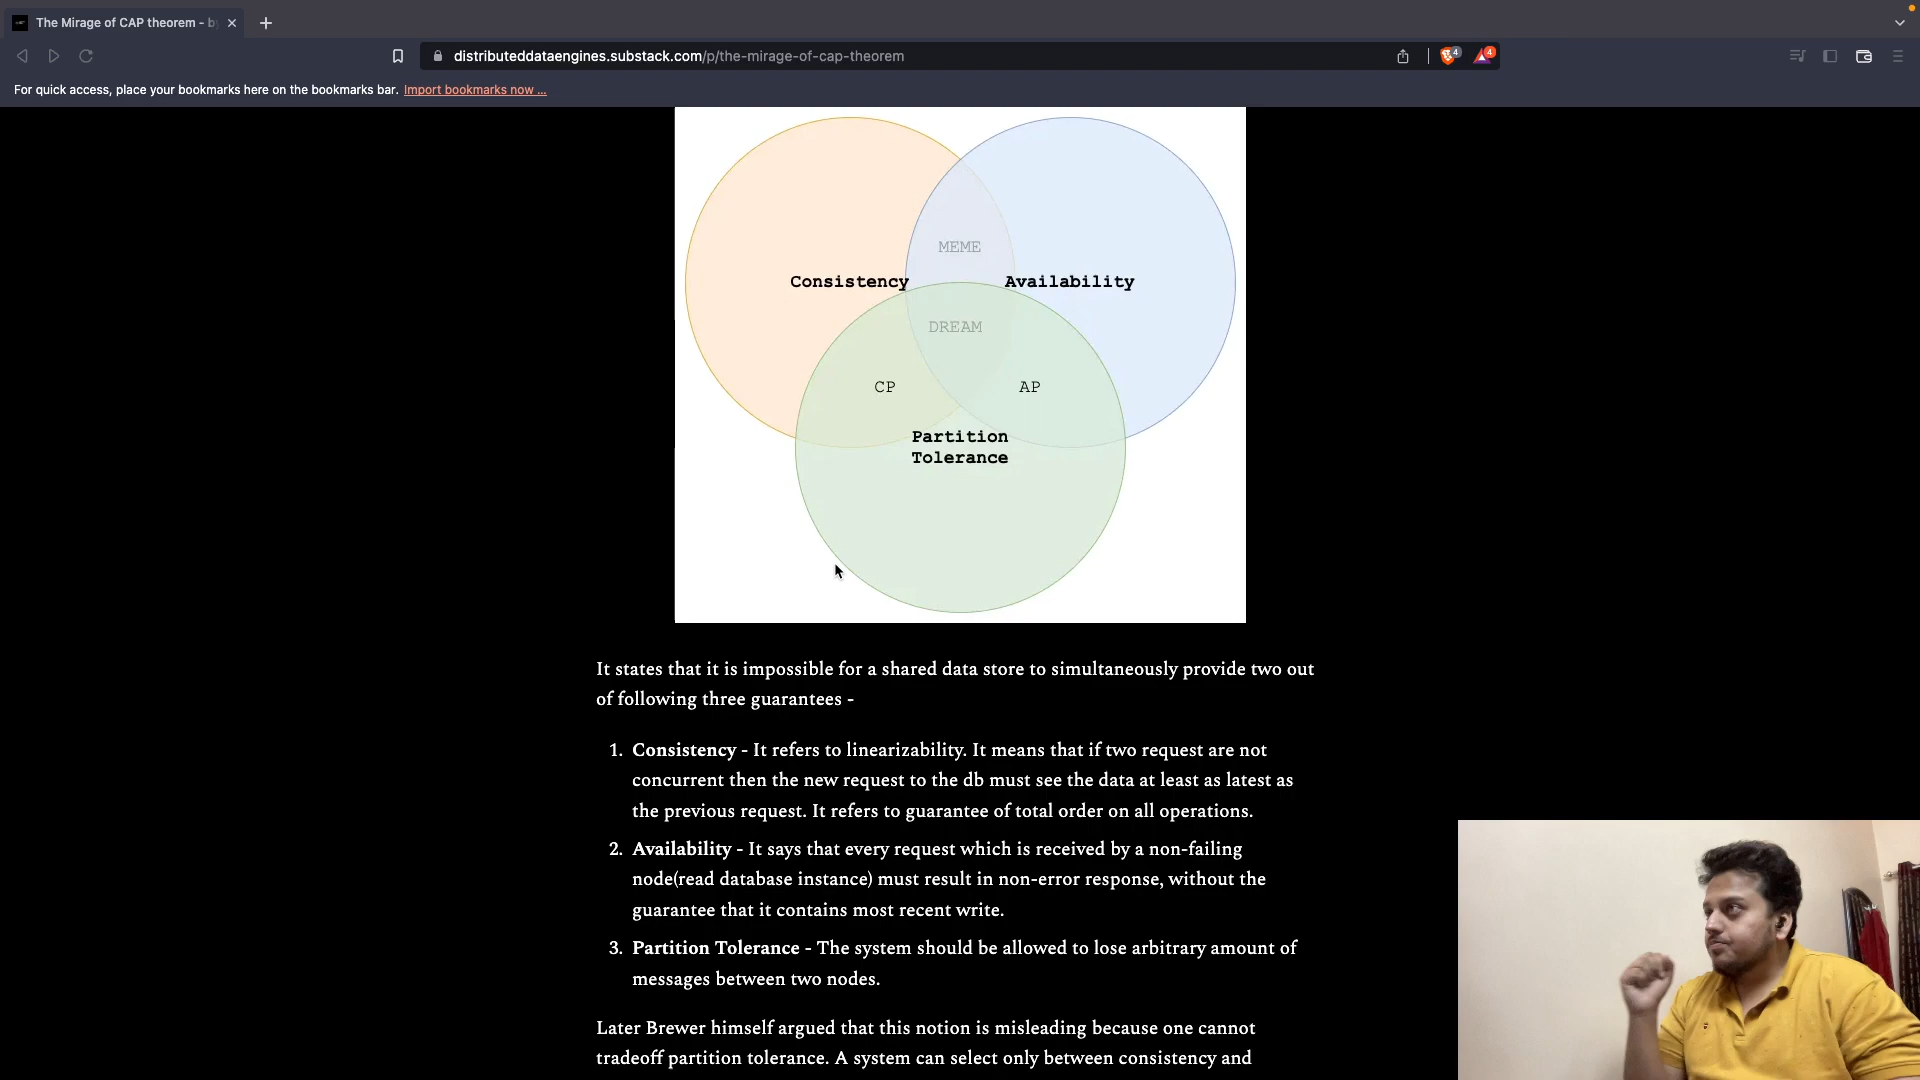 The Mirage of CAP theorem - by
distributeddataengines.substack.com/p/the-mirage-of-cap-theorem
4
4
For quick access, place your bookmarks here on the bookmarks bar. Import bookmarks now ...
MEME
Consistency
Availability
DREAM
CP
AP
Partition
Tolerance
It states that it is impossible for a shared data store to simultaneously provide two out
of following three guarantees -
1. Consistency - It refers to linearizability. It means that if two request are not
concurrent then the new request to the db must see the data at least as latest as
the previous request. It refers to guarantee of total order on all operations.
2. Availability - It says that every request which is received by a non-failing
node(read database instance) must result in non-error response, without the
guarantee that it contains most recent write.
3. Partition Tolerance - The system should be allowed to lose arbitrary amount of
messages between two nodes.
Later Brewer himself argued that this notion is misleading because one cannot
tradeoff partition tolerance. A system can select only between consistency and